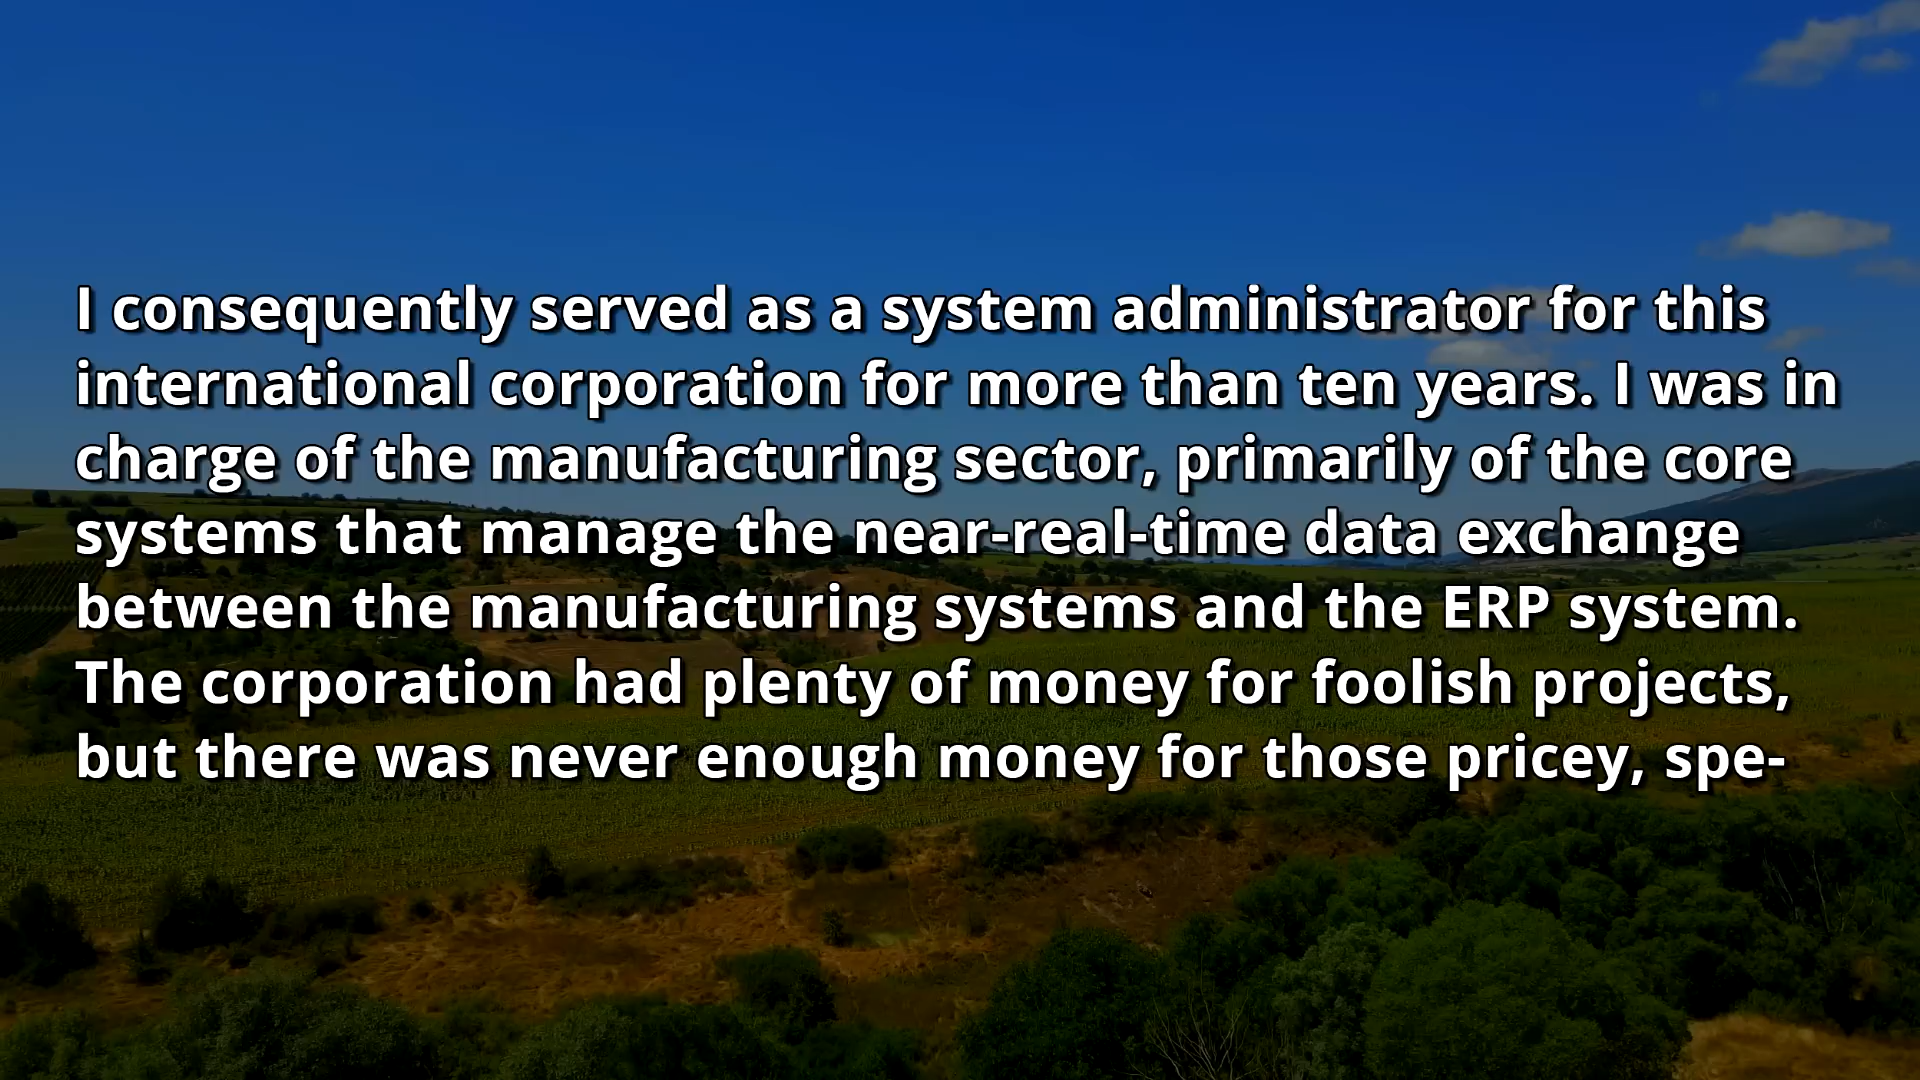 I consequently served as a system administrator for this
international corporation for more than ten years. I was in
charge of the manufacturing sector, primarily of the core
systems that manage the near-real-time data exchange
between the manufacturing systems and the ERP system.
The corporation had plenty of money for foolish projects,
but there was never enough money for those pricey, spe-